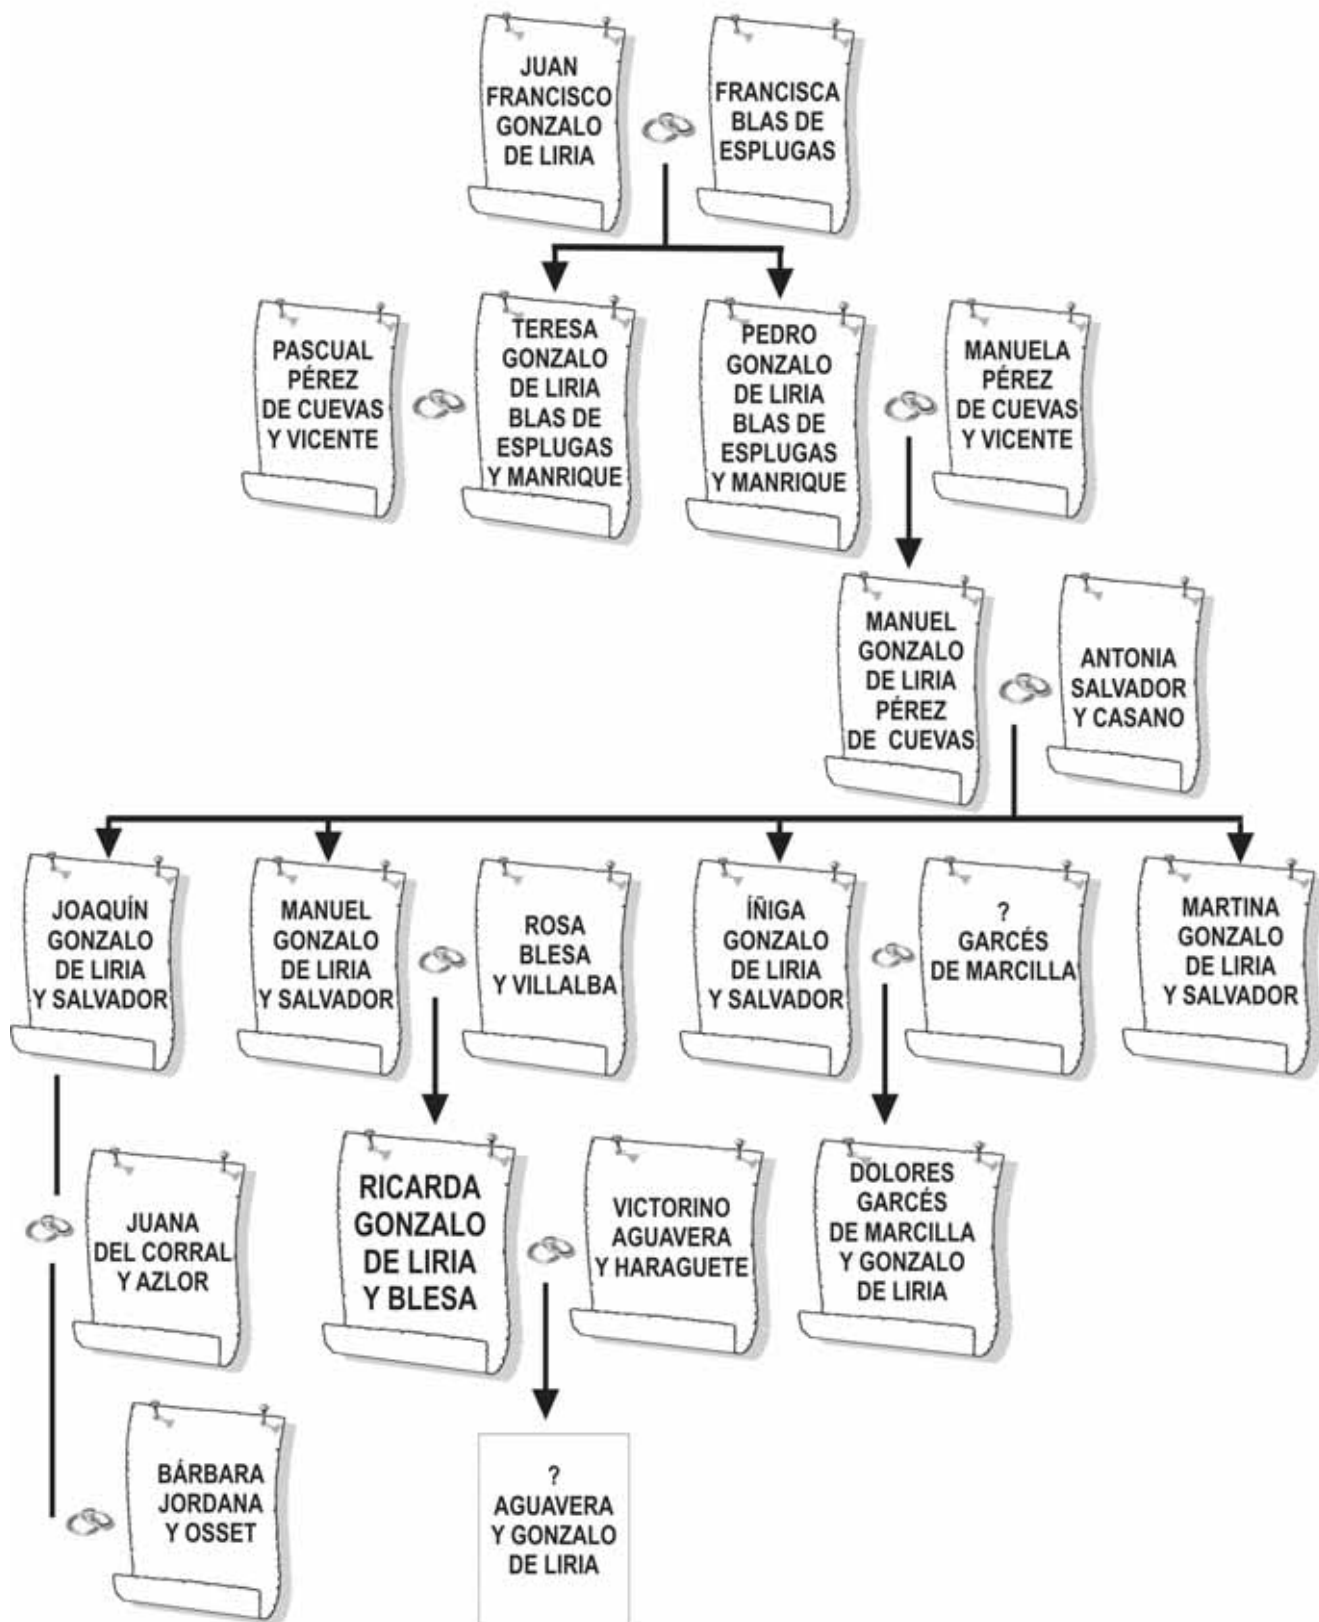 JUAN
FRANCISCO
GONZALO
DE LIRIA
FRANCISCA
BLAS DE
ESPLUGAS
PASCUAL
PÉREZ
DE CUEVAS
Y VICENTE
TERESA
GONZALO
DE LIRIA
BLAS DE
ESPLUGAS
Y MANRIQUE
PEDRO
GONZALO
DE LIRIA
BLAS DE
ESPLUGAS
Y MANRIQUE
MANUELA
PÉREZ
DE CUEVAS
Y VICENTE
MANUEL
GONZALO
DE LIRIA
PÉREZ
DE CUEVAS
ANTONIA
SALVADOR
Y CASANO
JOAQUÍN
GONZALO
DE LIRIA
Y SALVADOR
MANUEL
GONZALO
DE LIRIA
Y SALVADOR
ROSA
BLESA
Y VILLALBA
ÍÑIGA
GONZALO
DE LIRIA
Y SALVADOR
?
GARCÉS
DE MARCILLA
MARTINA
GONZALO
DE LIRIA
Y SALVADOR
JUANA
DEL CORRAL
Y AZLOR
RICARDA
GONZALO
DE LIRIA
Y BLESA
VICTORINO
AGUAVERA
Y HARAGUETE
DOLORES
GARCÉS
DE MARCILLA
Y GONZALO
DE LIRIA
BÁRBARA
JORDANA
Y OSSET
?
AGUAVERA
Y GONZALO
DE LIRIA